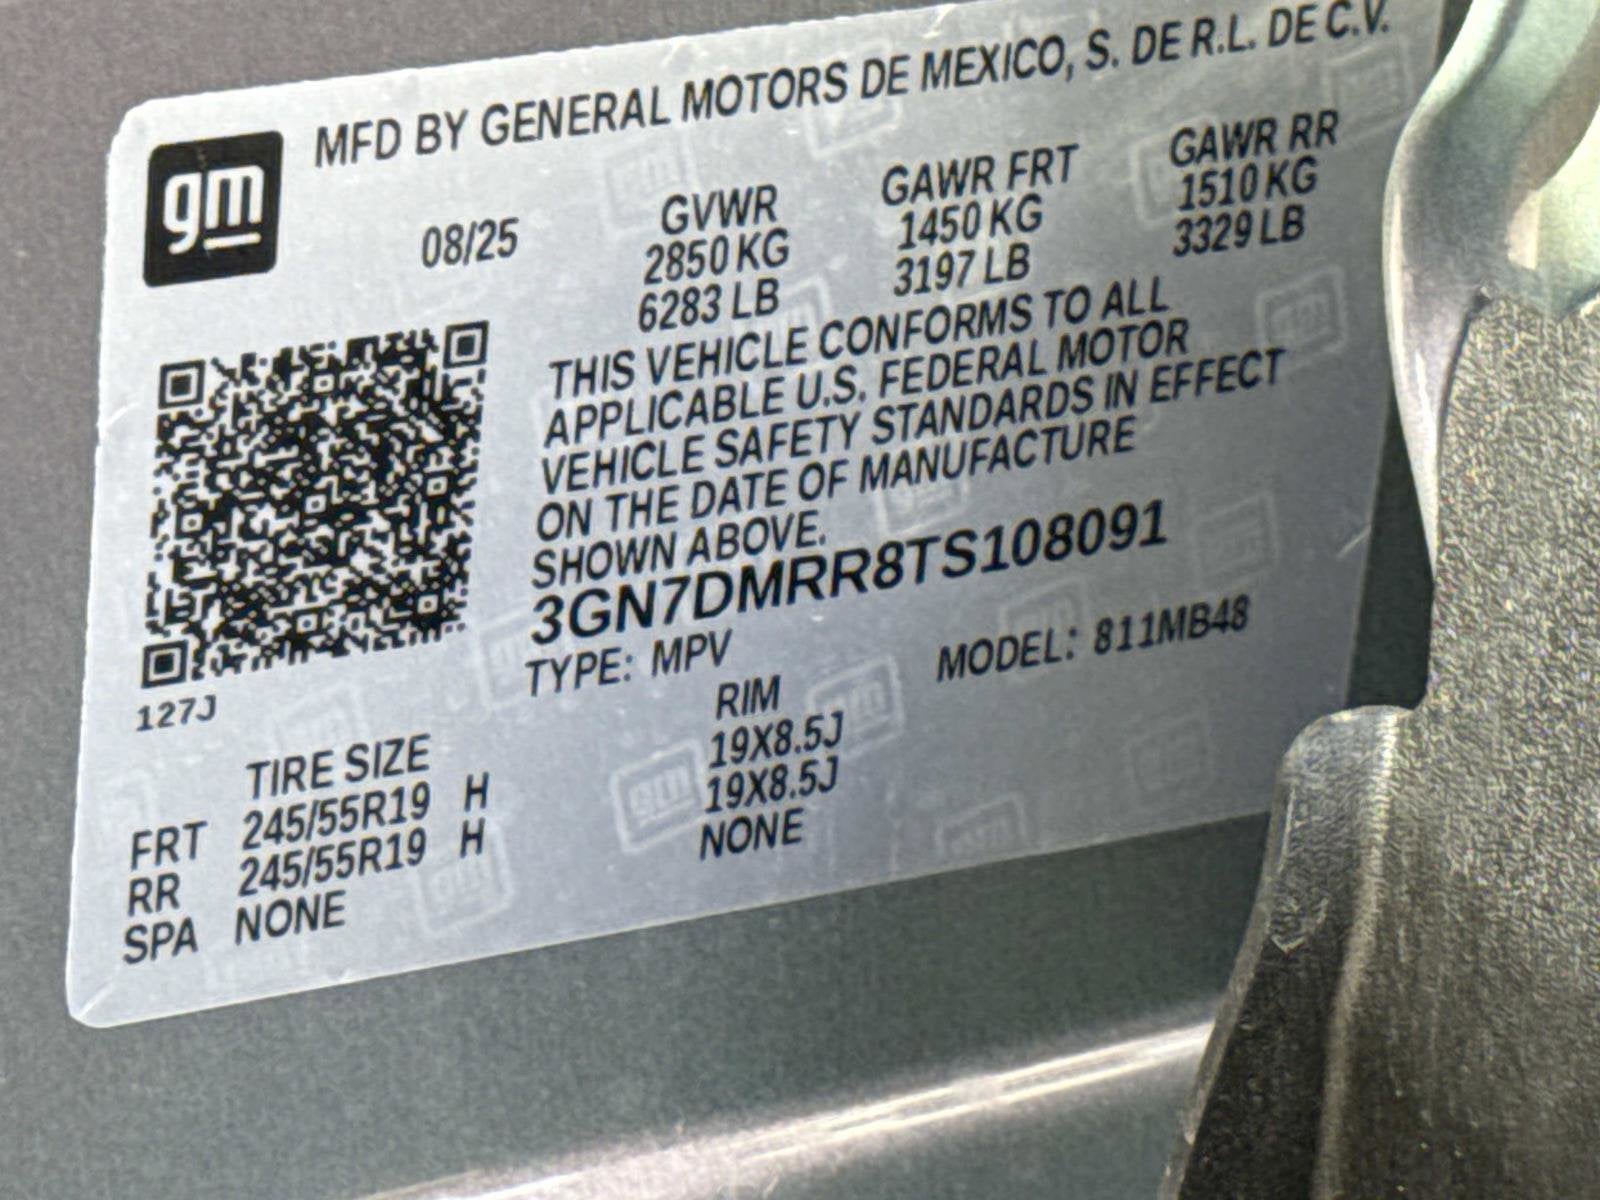 gm
MFD BY GENERAL MOTORS DE MEXICO, S. DE R.L. DE C.V.
08/25 GVWR GAWR FRT GAWR RR
2850 KG 1450 KG 1510 KG
6283 LB 3197 LB 3329 LB
THIS VEHICLE CONFORMS TO ALL
APPLICABLE U.S. FEDERAL MOTOR
VEHICLE SAFETY STANDARDS IN EFFECT
ON THE DATE OF MANUFACTURE
SHOWN ABOVE.
3GN7DMRR8TS108091
TYPE: MPV MODEL: 811MB48
127J
TIRE SIZE RIM
FRT 245/55R19 H 19X8.5J
RR 245/55R19 H 19X8.5J
SPA NONE NONE